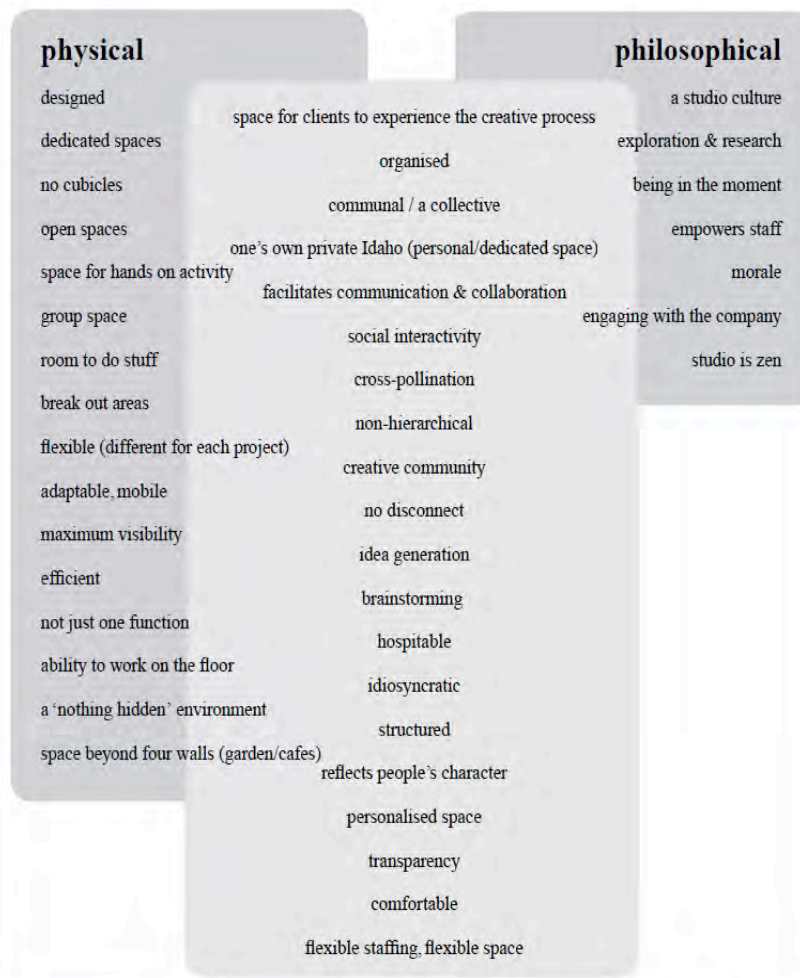 physical
designed
dedicated spaces
no cubicles
open spaces
space for hands on activity
group space
room to do stuff
break out areas
flexible (different for each project)
adaptable, mobile
maximum visibility
efficient
not just one function
ability to work on the floor
a ‘nothing hidden’ environment
space beyond four walls (garden/cafes)
space for clients to experience the creative process
organised
communal / a collective
one’s own private Idaho (personal/dedicated space)
facilitates communication & collaboration
social interactivity
cross-pollination
non-hierarchical
creative community
no disconnect
idea generation
brainstorming
hospitable
idiosyncratic
structured
reflects people’s character
personalised space
transparency
comfortable
flexible staffing, flexible space
philosophical
a studio culture
exploration & research
being in the moment
empowers staff
morale
engaging with the company
studio is zen